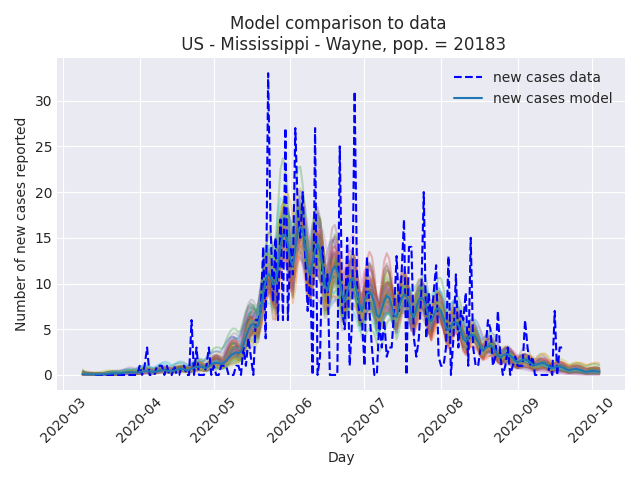 Model comparison to data
US - Mississippi - Wayne, pop. = 20183
new cases data
new cases model
Number of new cases reported
30
25
20
15
10
5
0
2020-03
2020-04
2020-05
2020-06
2020-07
2020-08
2020-09
2020-10
Day